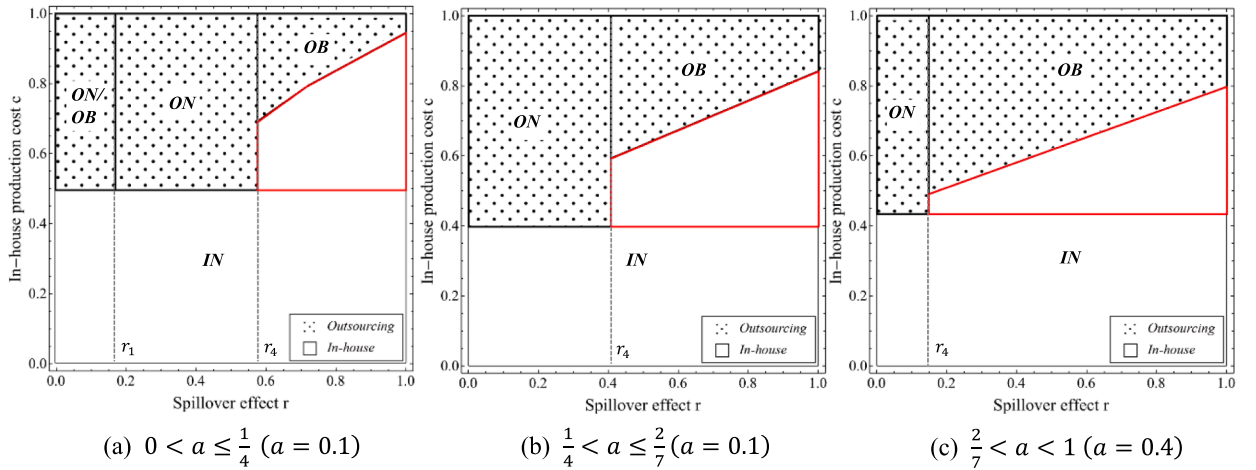 In-house production cost c
1.0
0.8
0.6
0.4
0.2
0.0
ON/
OB
ON
OB
IN
Outsourcing
In-house
r₁
r₄
0.0 0.2 0.4 0.6 0.8 1.0
Spillover effect r
(a) 0 < a ≤ 1/4 (a = 0.1)
In-house production cost c
1.0
0.8
0.6
0.4
0.2
0.0
ON
OB
IN
Outsourcing
In-house
r₄
0.0 0.2 0.4 0.6 0.8 1.0
Spillover effect r
(b) 1/4 < a ≤ 2/7 (a = 0.1)
In-house production cost c
1.0
0.8
0.6
0.4
0.2
0.0
ON
OB
IN
Outsourcing
In-house
r₄
0.0 0.2 0.4 0.6 0.8 1.0
Spillover effect r
(c) 2/7 < a < 1 (a = 0.4)